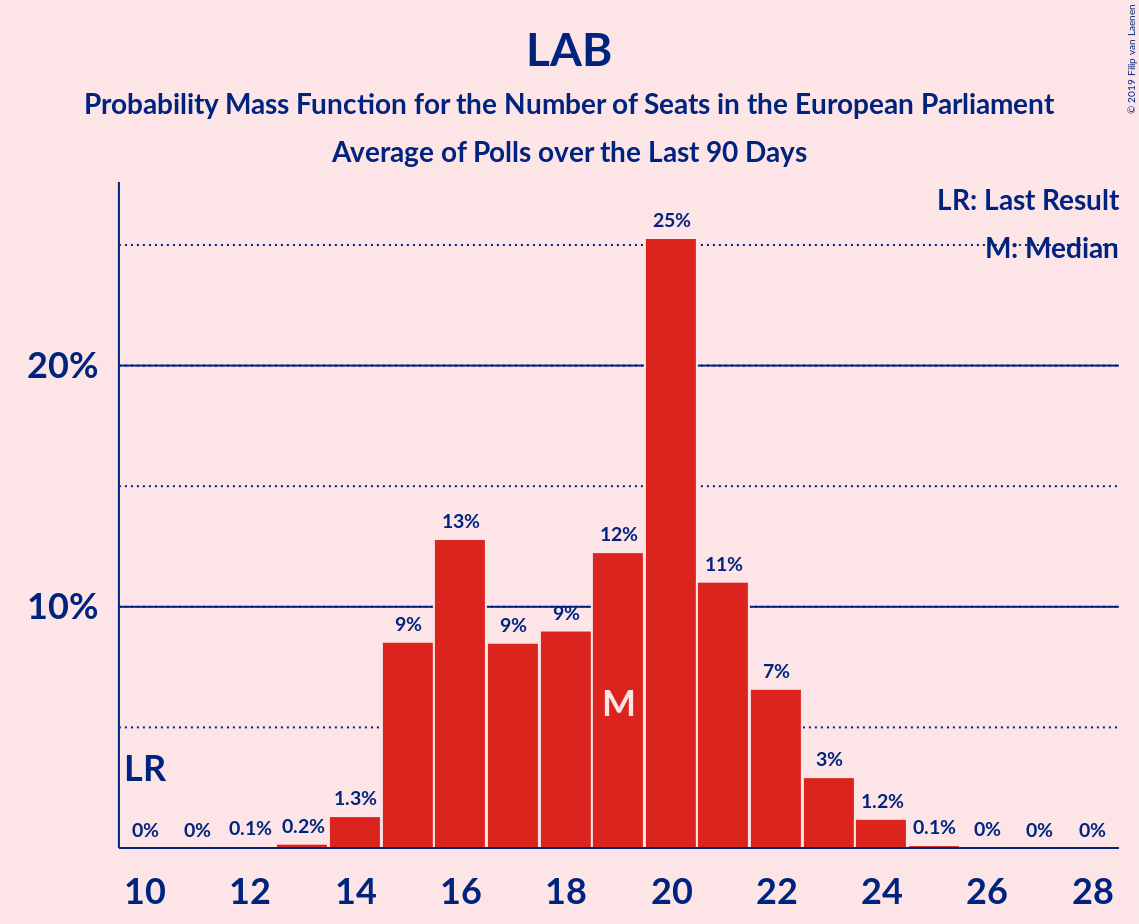 LAB
Probability Mass Function for the Number of Seats in the European Parliament
Average of Polls over the Last 90 Days
© 2019 Filip van Laenen
LR: Last Result
M: Median
20%
10%
25%
13%
12%
11%
9%
9%
9%
7%
M
LR
3%
1.3%
1.2%
0%
0%
0.1%
0.2%
0.1%
0%
0%
0%
10 12 14 16 18 20 22 24 26 28